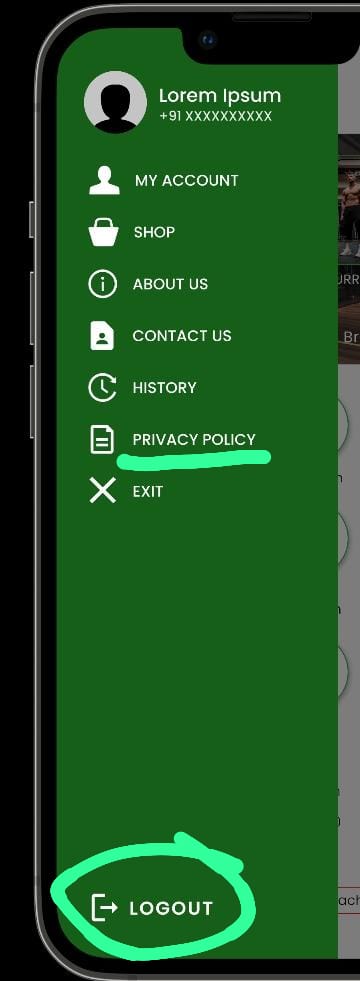 Lorem Ipsum
+91 XXXXXXXXXX
MY ACCOUNT
SHOP
ABOUT US
CONTACT US
HISTORY
PRIVACY POLICY
EXIT
LOGOUT